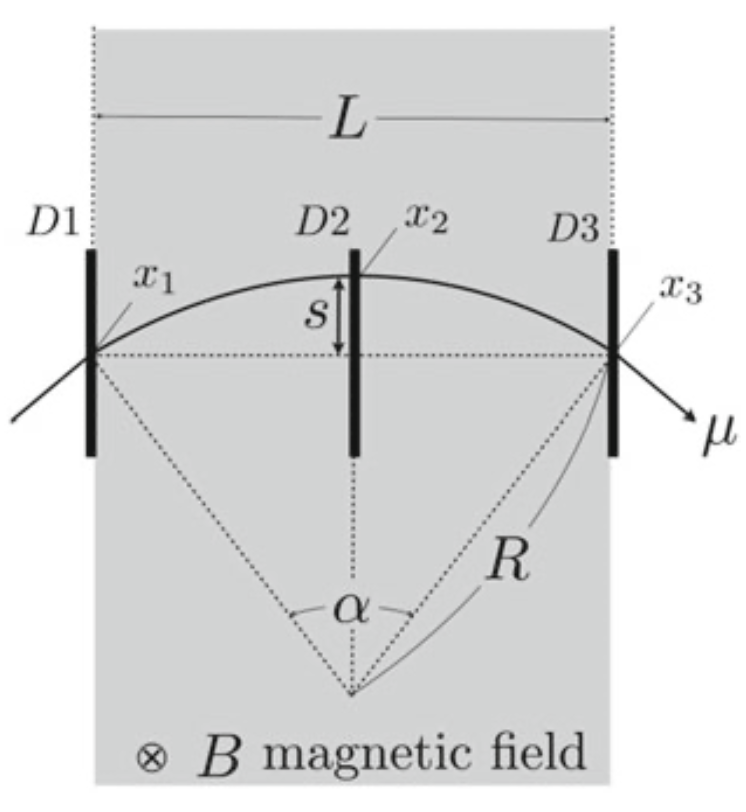 L
D1
D2
x₂
D3
x₁
x₃
s
μ
R
α
⊗ B magnetic field